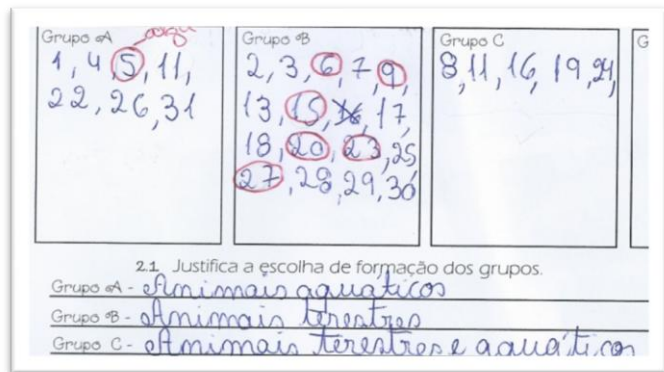 Grupo A
1, 4, 5, 11,
22, 26, 31
Grupo B
2, 3, 6, 7, 9,
13, 15, 16, 17,
18, 20, 23, 25
27, 28, 29, 30
Grupo C
8, 11, 16, 19, 24,
G
2.1 Justifica a escolha de formação dos grupos.
Grupo A - Animais aquaticos
Grupo B - Animais terestres
Grupo C - Animais terestres e aquáticos